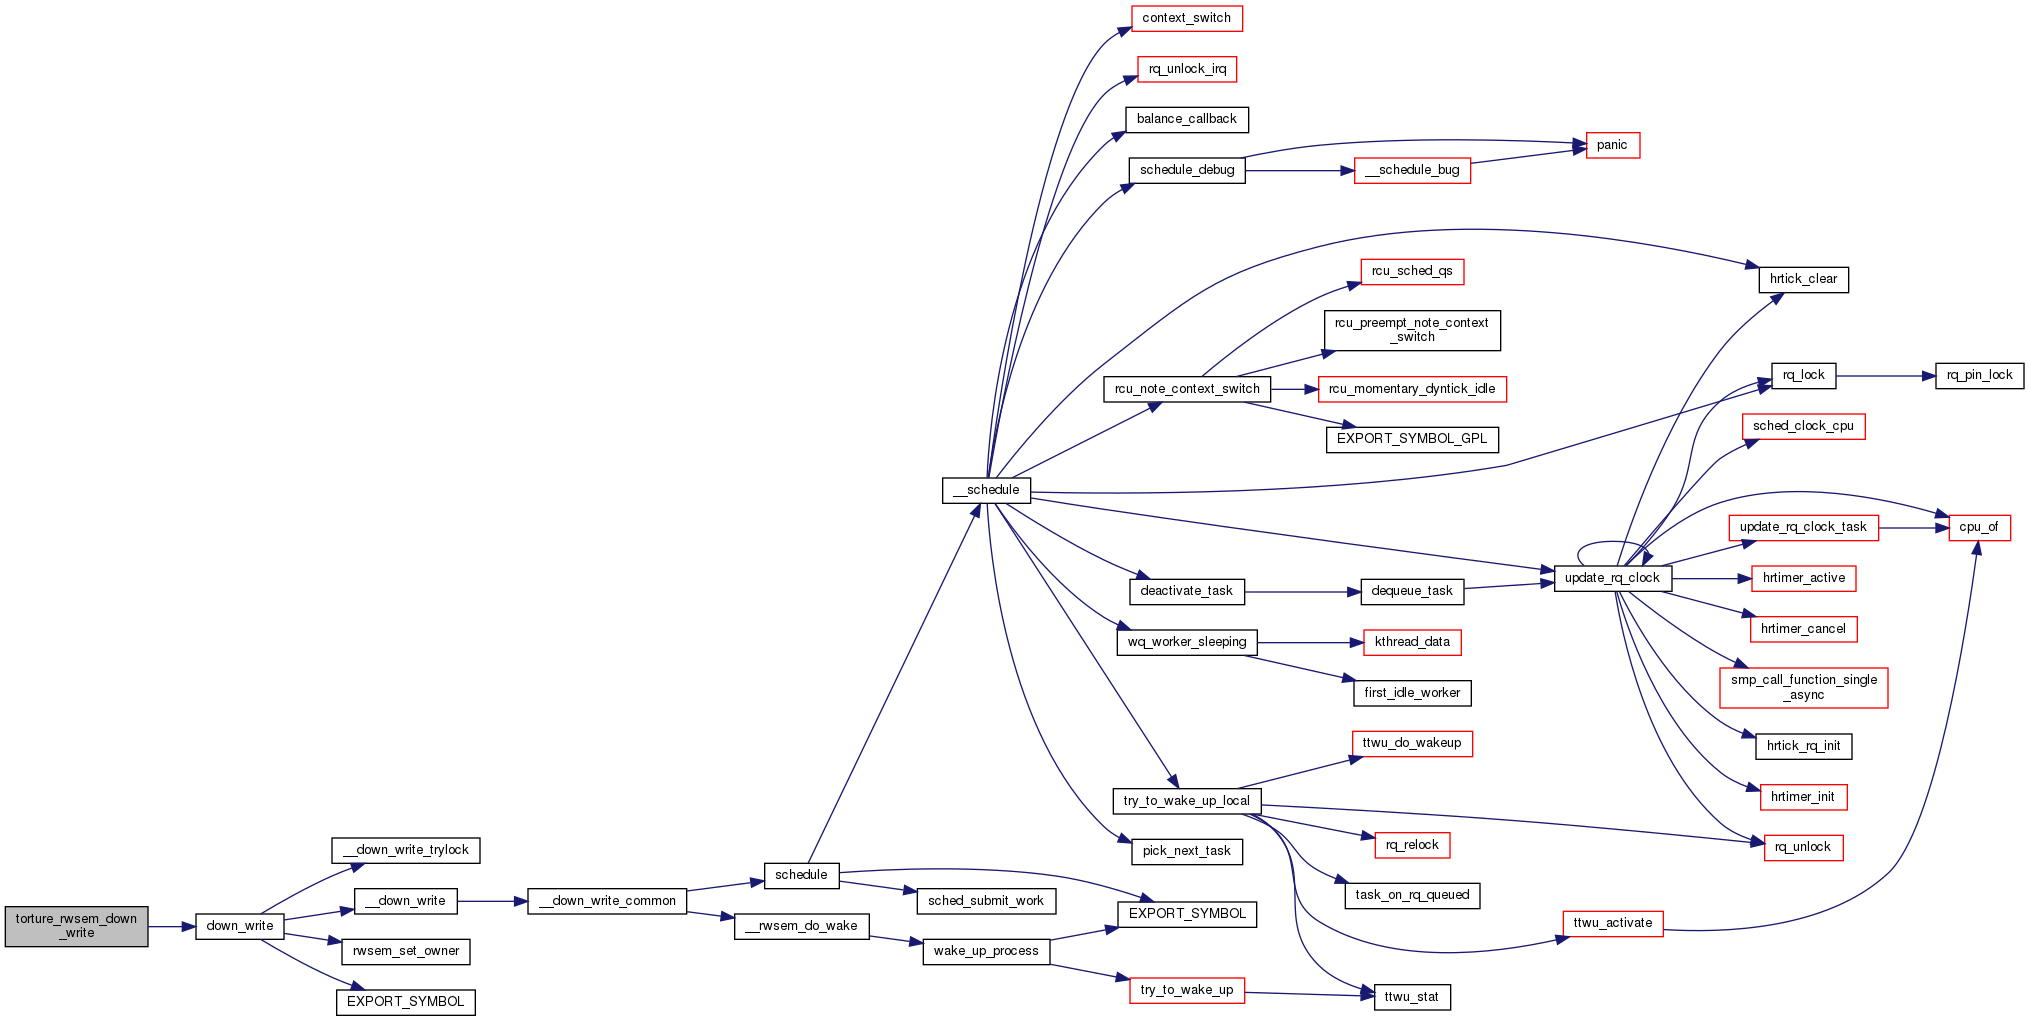 context_switch
rq_unlock_irq
balance_callback
panic
schedule_debug
__schedule_bug
rcu_sched_qs
hrtick_clear
rcu_preempt_note_context
_switch
rcu_note_context_switch
rcu_momentary_dyntick_idle
rq_lock
rq_pin_lock
EXPORT_SYMBOL_GPL
sched_clock_cpu
__schedule
update_rq_clock_task
cpu_of
update_rq_clock
hrtimer_active
deactivate_task
dequeue_task
hrtimer_cancel
wq_worker_sleeping
kthread_data
first_idle_worker
smp_call_function_single
_async
ttwu_do_wakeup
hrtick_rq_init
try_to_wake_up_local
hrtimer_init
rq_relock
rq_unlock
__down_write_trylock
pick_next_task
schedule
task_on_rq_queued
__down_write
__down_write_common
sched_submit_work
EXPORT_SYMBOL
torture_rwsem_down
_write
down_write
__rwsem_do_wake
ttwu_activate
rwsem_set_owner
wake_up_process
try_to_wake_up
ttwu_stat
EXPORT_SYMBOL